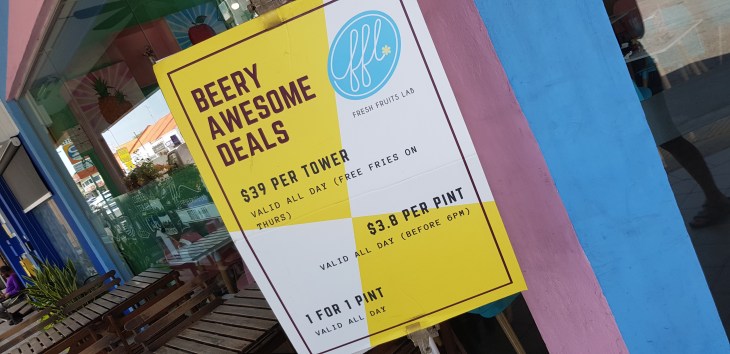 ffl
FRESH FRUITS LAB
BEERY
AWESOME
DEALS
$39 PER TOWER
VALID ALL DAY (FREE FRIES ON
THURS)
$3.8 PER PINT
VALID ALL DAY (BEFORE 6PM)
1 FOR 1 PINT
VALID ALL DAY